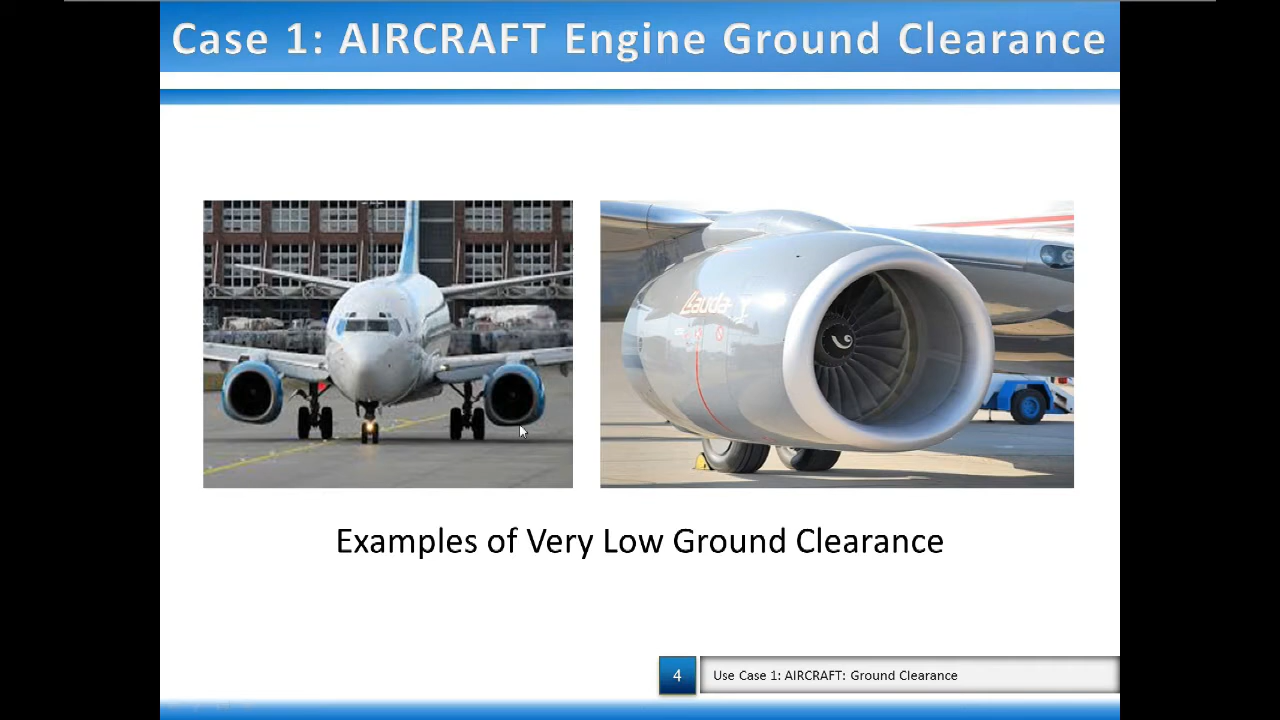 Case 1: AIRCRAFT Engine Ground Clearance
Lauda
Examples of Very Low Ground Clearance
4
Use Case 1: AIRCRAFT: Ground Clearance